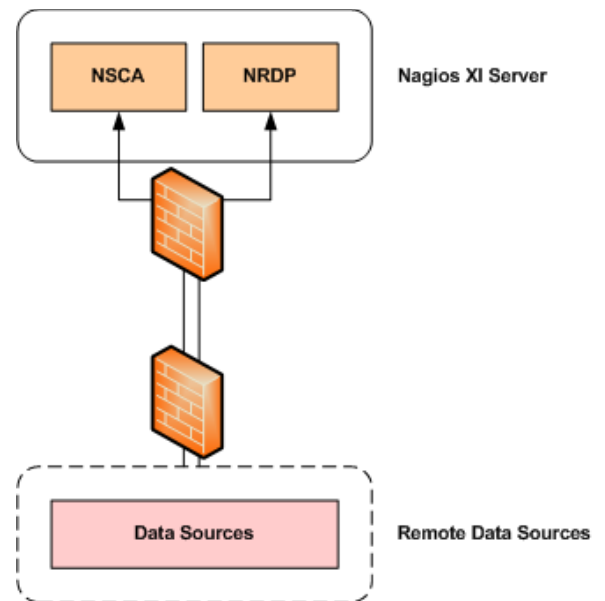 NSCA
NRDP
Nagios XI Server
Data Sources
Remote Data Sources